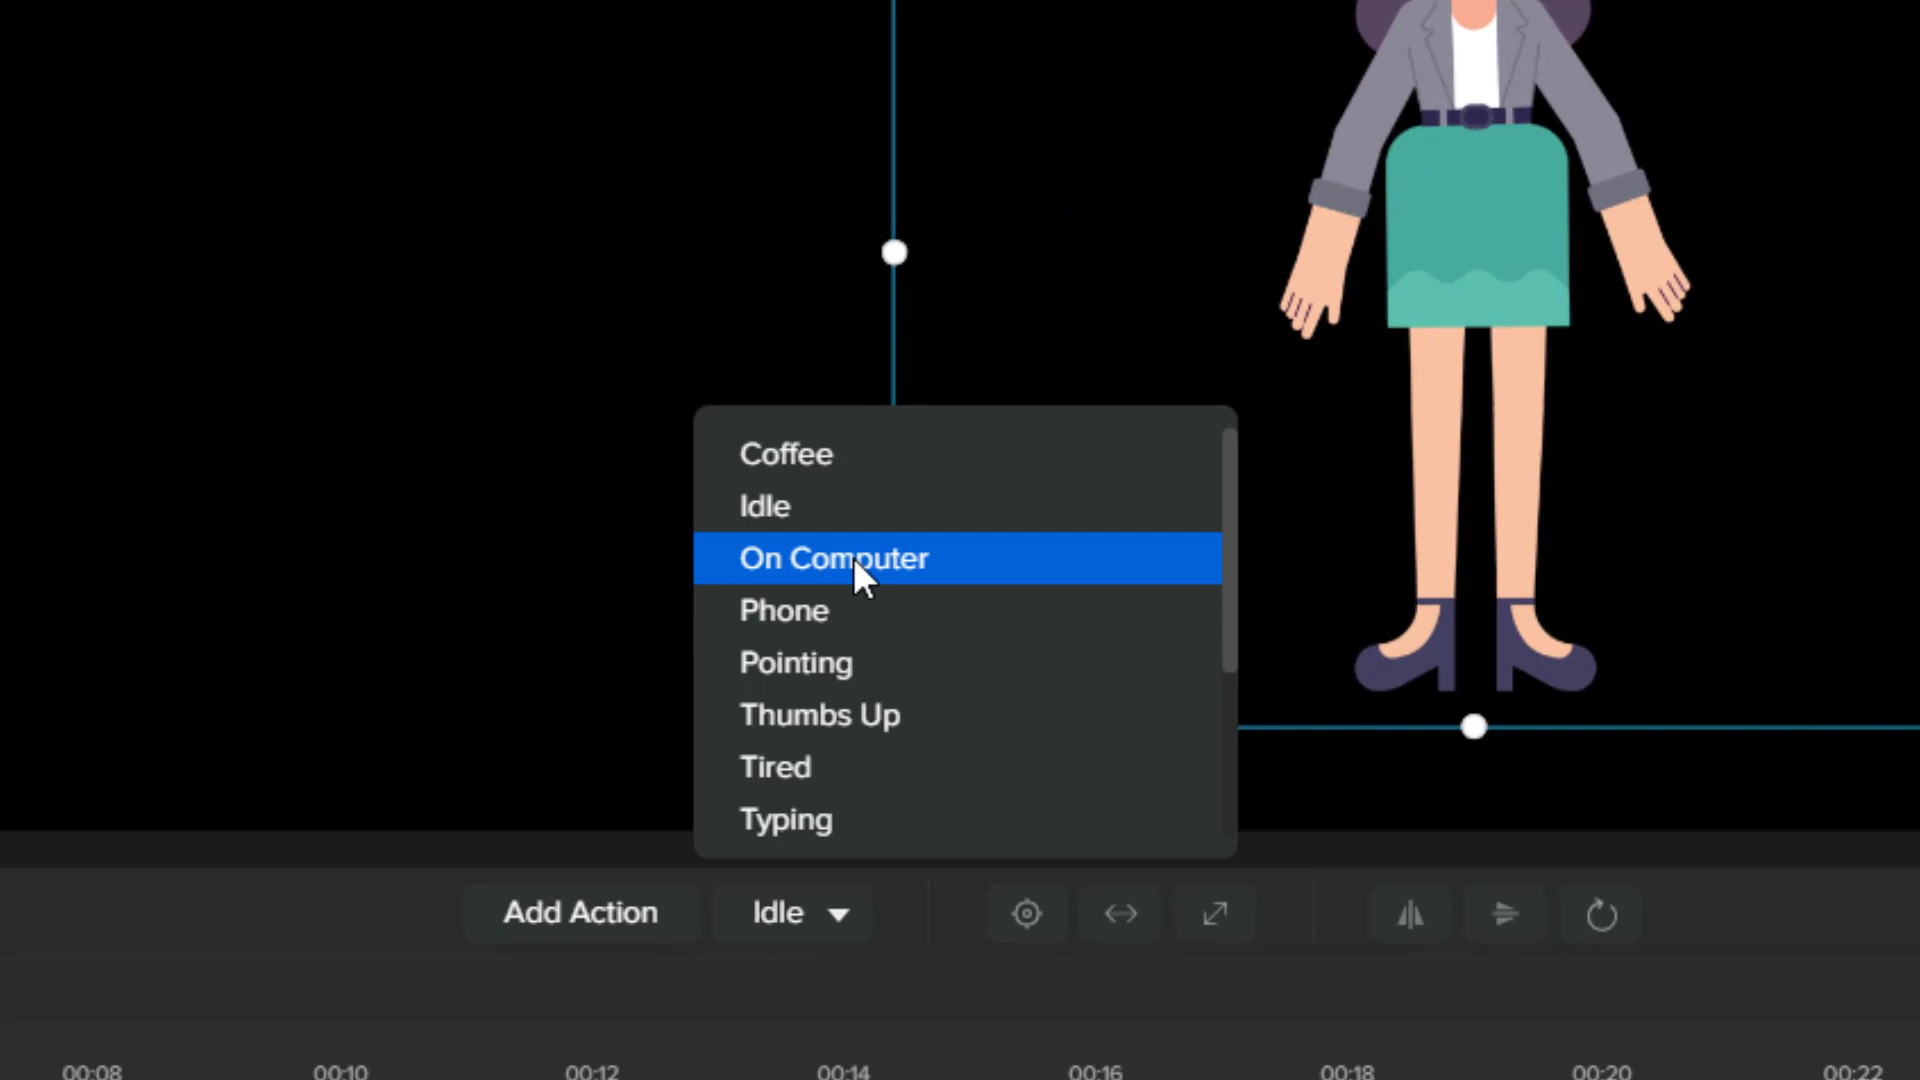 Coffee
Idle
On Computer
Phone
Pointing
Thumbs Up
Tired
Typing
Add Action
Idle
00:08 00:10 00:12 00:14 00:16 00:18 00:20 00:22